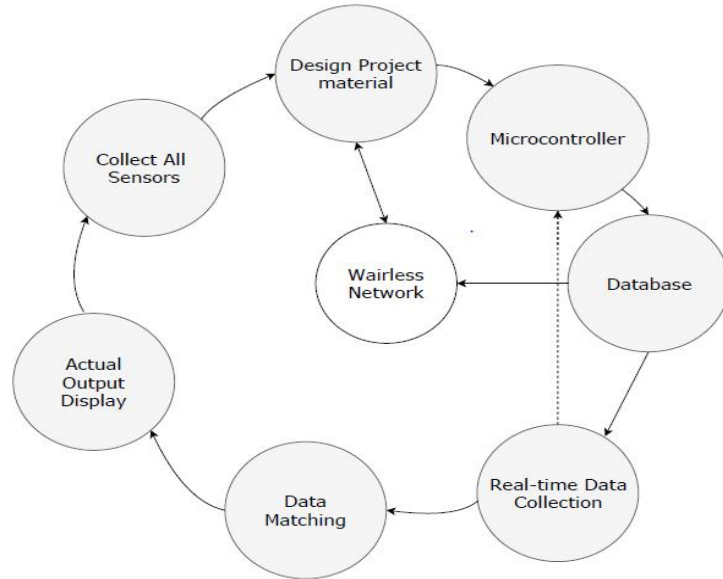 Design Project
material
Microcontroller
Collect All
Sensors
Wairless
Network
Database
Actual
Output
Display
Real-time Data
Collection
Data
Matching